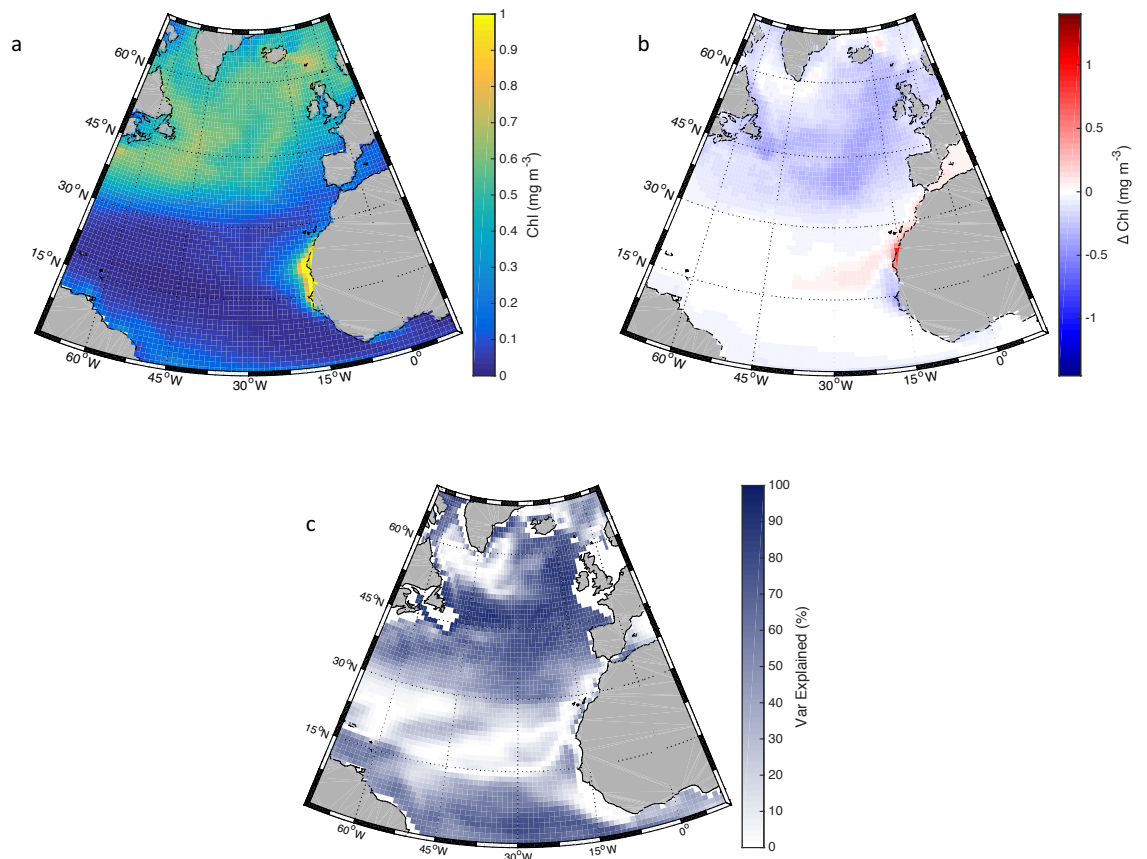 a
60°N
45°N
30°N
15°N
60°W
45°W
30°W
15°W
0°
1
0.9
0.8
0.7
0.6
0.5
0.4
0.3
0.2
0.1
0
Chl (mg m⁻³)
b
60°N
45°N
30°N
15°N
60°W
45°W
30°W
15°W
0°
1
0.5
0
-0.5
-1
Δ Chl (mg m⁻³)
c
60°N
45°N
30°N
15°N
60°W
45°W
30°W
15°W
0°
100
90
80
70
60
50
40
30
20
10
0
Var Explained (%)